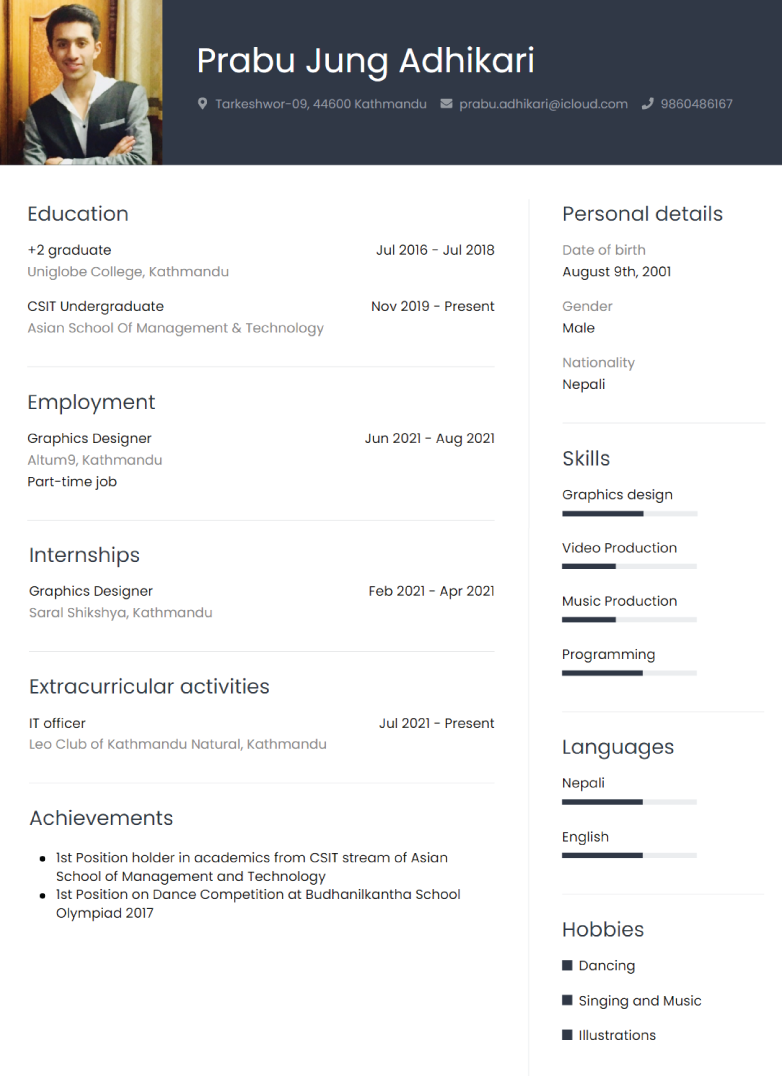 Prabu Jung Adhikari
Tarkeshwor-09, 44600 Kathmandu prabu.adhikari@icloud.com 9860486167
Education
+2 graduate Jul 2016 - Jul 2018
Uniglobe College, Kathmandu
CSIT Undergraduate Nov 2019 - Present
Asian School Of Management & Technology
Employment
Graphics Designer Jun 2021 - Aug 2021
Altum9, Kathmandu
Part-time job
Internships
Graphics Designer Feb 2021 - Apr 2021
Saral Shikshya, Kathmandu
Extracurricular activities
IT officer Jul 2021 - Present
Leo Club of Kathmandu Natural, Kathmandu
Achievements
1st Position holder in academics from CSIT stream of Asian
School of Management and Technology
1st Position on Dance Competition at Budhanilkantha School
Olympiad 2017
Personal details
Date of birth
August 9th, 2001
Gender
Male
Nationality
Nepali
Skills
Graphics design
Video Production
Music Production
Programming
Languages
Nepali
English
Hobbies
Dancing
Singing and Music
Illustrations